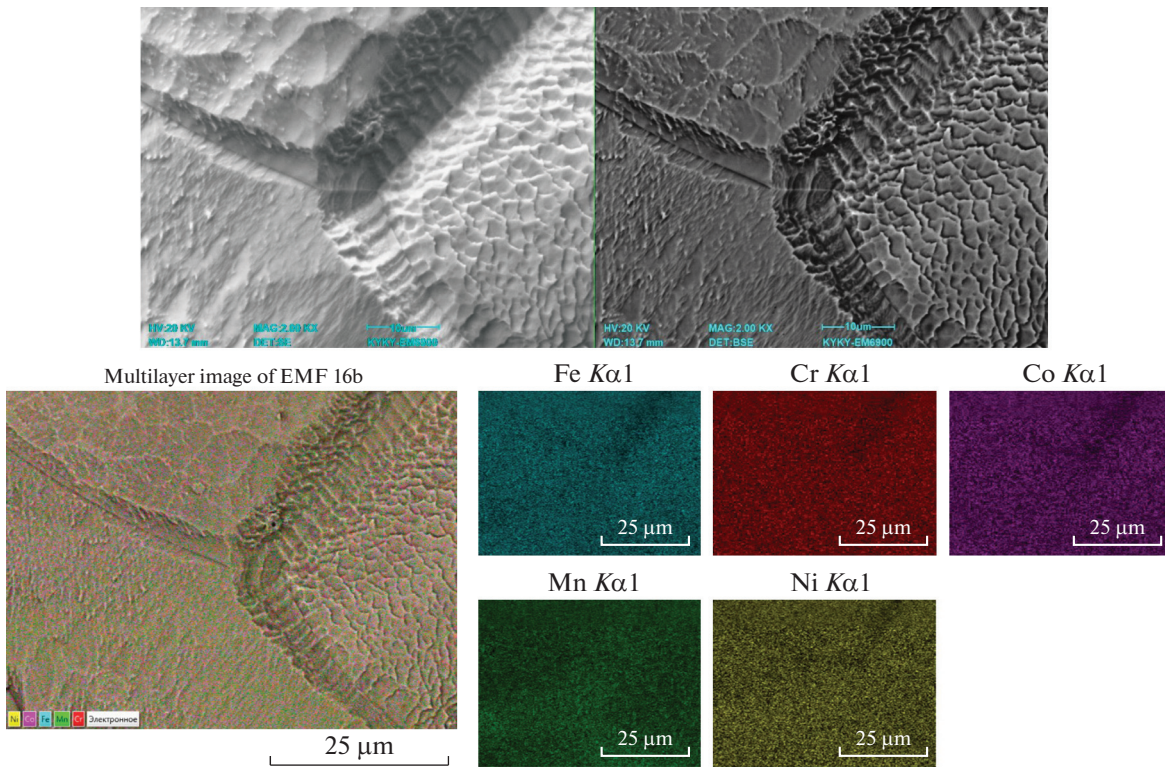 HV:20 KV MAG:2.00 KX 10μm
WD:13.7 mm DET:BSE KYKY-EM6900
HV:20 KV MAG:2.00 KX 10μm
WD:13.7 mm DET:BSE KYKY-EM6900
Multilayer image of EMF 16b
Fe Kα1 Cr Kα1 Co Kα1
25 μm 25 μm 25 μm
Mn Kα1 Ni Kα1
Ni Co Fe Mn Cr Электронное
25 μm 25 μm
25 μm